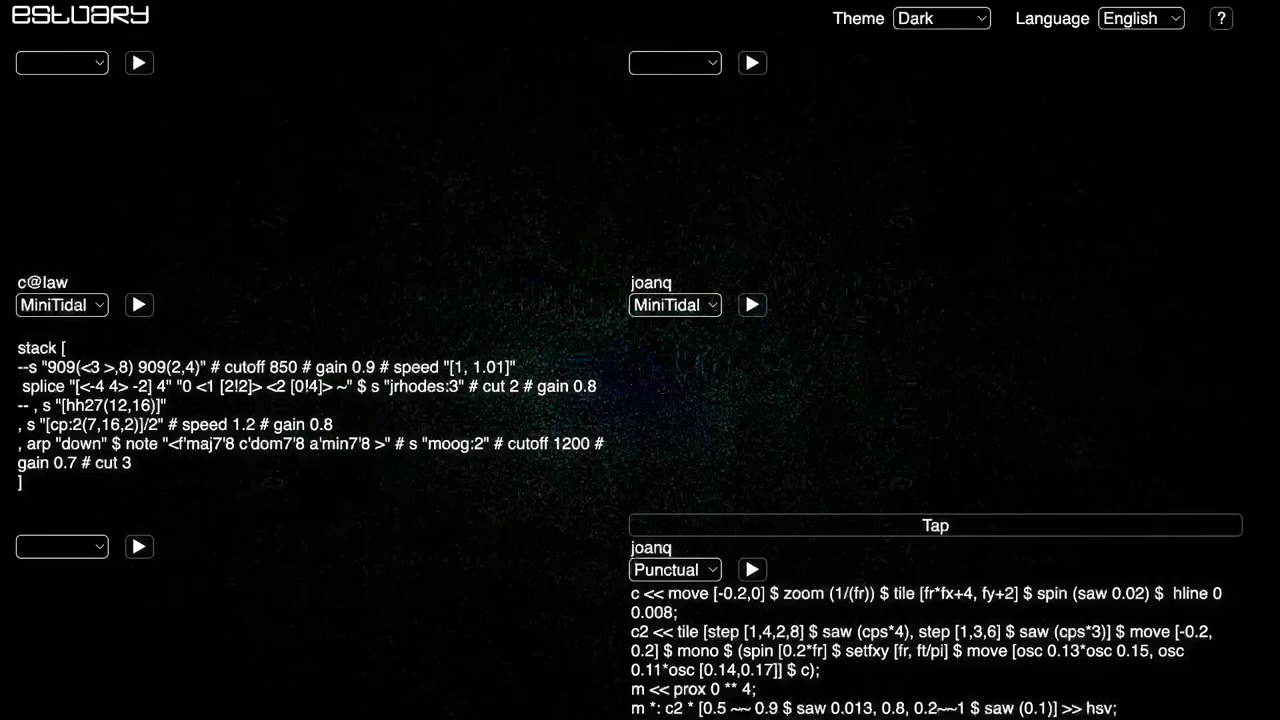 estuary
Theme Dark Language English ?
c@law
MiniTidal
stack [
--s "909(<3 >,8) 909(2,4)" # cutoff 850 # gain 0.9 # speed "[1, 1.01]"
splice "[<-4 4> -2] 4" "0 <1 [2!2]> <2 [0!4]> ~" $ s "jrhodes:3" # cut 2 # gain 0.8
-- , s "[hh27(12,16)]"
, s "[cp:2(7,16,2)]/2" # speed 1.2 # gain 0.8
, arp "down" $ note "<f'maj7'8 c'dom7'8 a'min7'8 >" # s "moog:2" # cutoff 1200 #
gain 0.7 # cut 3
]
joanq
MiniTidal
Tap
joanq
Punctual
c << move [-0.2,0] $ zoom (1/(fr)) $ tile [fr*fx+4, fy+2] $ spin (saw 0.02) $ hline 0
0.008;
c2 << tile [step [1,4,2,8] $ saw (cps*4), step [1,3,6] $ saw (cps*3)] $ move [-0.2,
0.2] $ mono $ (spin [0.2*fr] $ setfxy [fr, ft/pi] $ move [osc 0.13*osc 0.15, osc
0.11*osc [0.14,0.17]] $ c);
m << prox 0 ** 4;
m *: c2 * [0.5 ~~ 0.9 $ saw 0.013, 0.8, 0.2~~1 $ saw (0.1)] >> hsv;